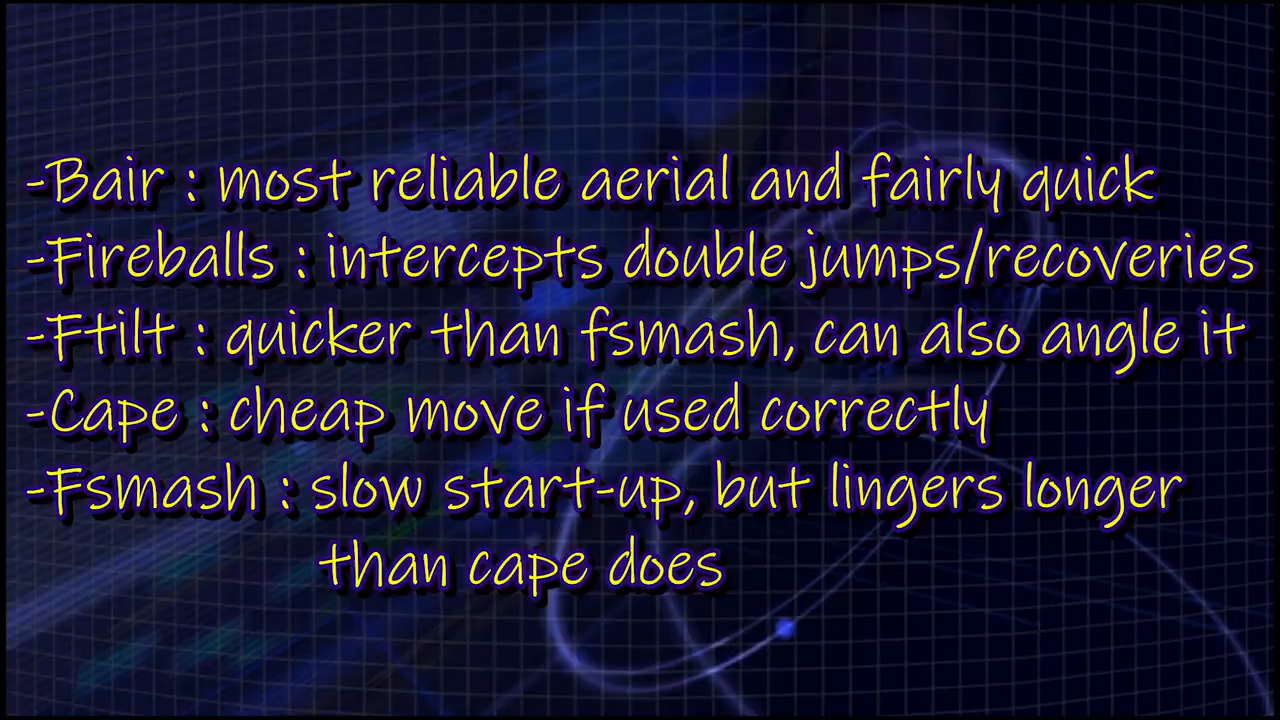 -Bair : most reliable aerial and fairly quick
-Fireballs : intercepts double jumps/recoveries
-Ftilt : quicker than fsmash, can also angle it
-Cape : cheap move if used correctly
-Fsmash : slow start-up, but lingers longer
than cape does